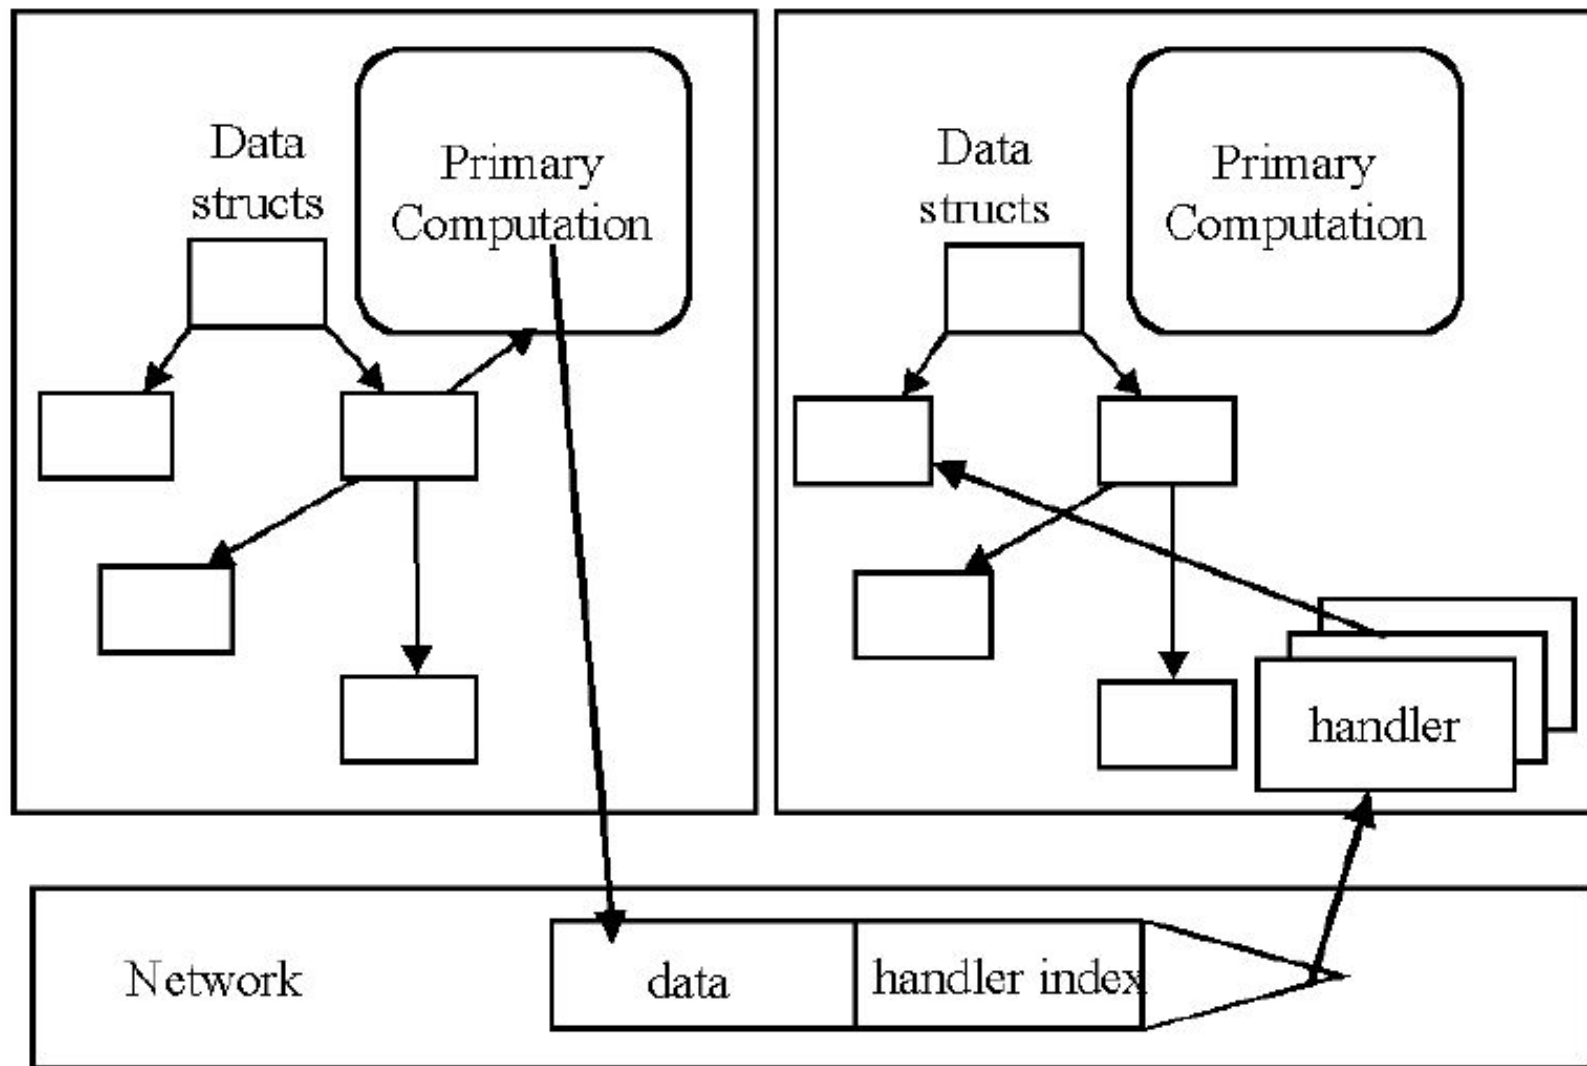 Data
structs
Primary
Computation
Data
structs
Primary
Computation
handler
Network
data
handler index